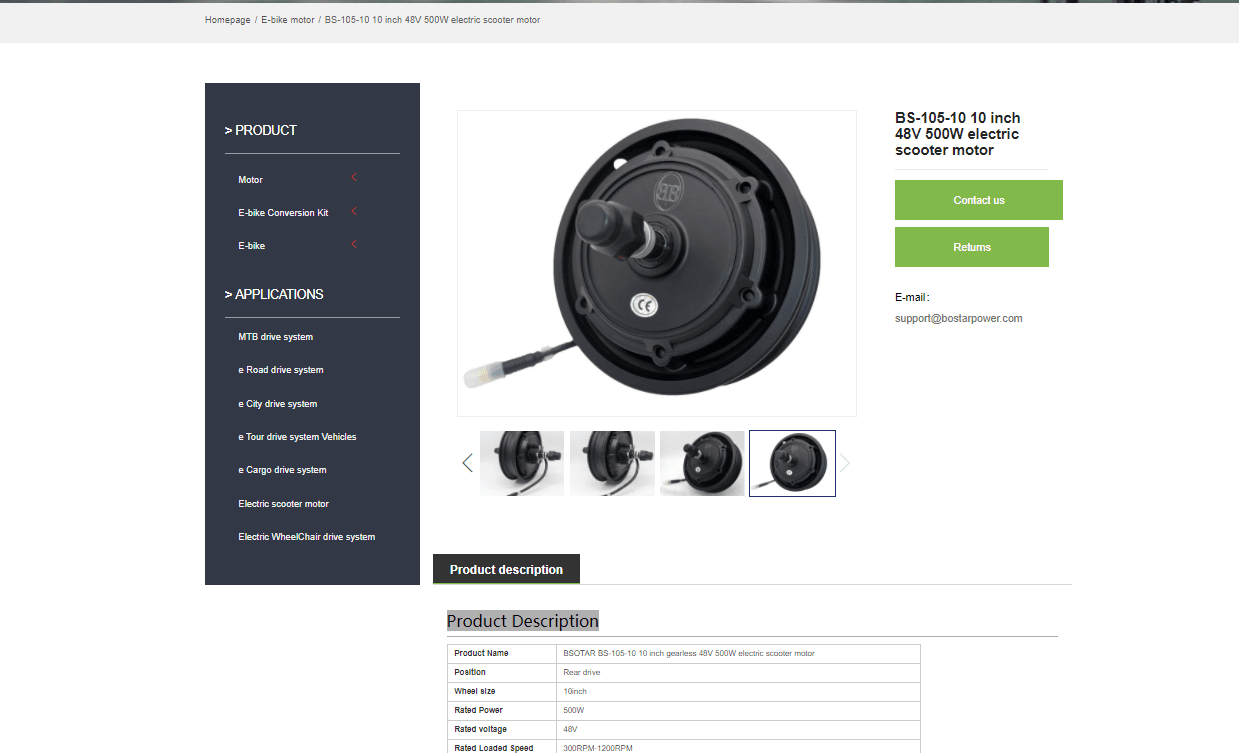 Homepage / E-bike motor / BS-105-10 10 inch 48V 500W electric scooter motor
> PRODUCT
Motor
E-bike Conversion Kit
E-bike
> APPLICATIONS
MTB drive system
e Road drive system
e City drive system
e Tour drive system Vehicles
e Cargo drive system
Electric scooter motor
Electric WheelChair drive system
CE
BS-105-10 10 inch
48V 500W electric
scooter motor
Contact us
Returns
E-mail:
support@bostarpower.com
Product description
Product Description
Product Name BSOTAR BS-105-10 10 inch gearless 48V 500W electric scooter motor
Position Rear drive
Wheel size 10inch
Rated Power 500W
Rated voltage 48V
Rated Loaded Speed 300RPM-1200RPM